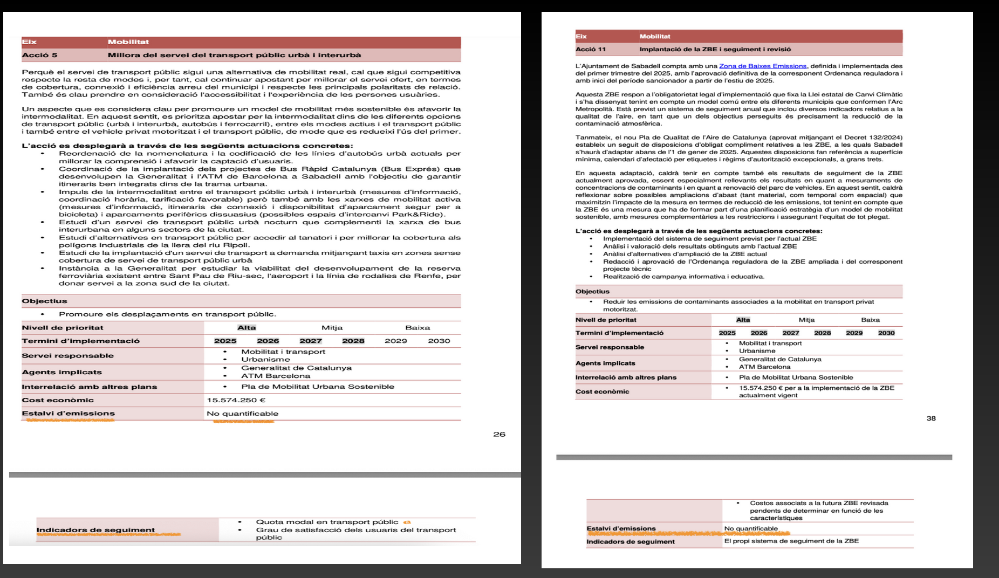 Eix Mobilitat
Acció 5 Millora del servei del transport públic urbà i interurbà
Perquè el servei de transport públic sigui una alternativa de mobilitat real, cal que sigui competitiva
respecte la resta de modes i, per tant, cal continuar apostant per millorar el servei ofert, en termes
de cobertura, connexió i eficiència arreu del municipi i respecte les principals polaritats de relació.
També és clau prendre en consideració l'accessibilitat i l'experiència de les persones usuàries.
Un aspecte que es considera clau per promoure un model de mobilitat més sostenible és afavorir la
intermodalitat. En aquest sentit, es prioritza apostar per la intermodalitat dins de les diferents opcions
de transport públic (urbà i interurbà, autobús i ferrocarril), entre els modes actius i el transport públic
i també entre el vehicle privat motoritzat i el transport públic, de mode que es redueixi l'ús del primer.
L'acció es desplegarà a través de les següents actuacions concretes:
• Reordenació de la nomenclatura i la codificació de les línies d'autobús urbà actuals per
millorar la comprensió i afavorir la captació d'usuaris.
• Coordinació de la implantació dels projectes de Bus Ràpid Catalunya (Bus Exprés) que
desenvolupen la Generalitat i l'ATM de Barcelona a Sabadell amb l'objectiu de garantir
itineraris ben integrats dins de la trama urbana.
• Impuls de la intermodalitat entre el transport públic urbà i interurbà (mesures d'informació,
coordinació horària, tarificació favorable) però també amb les xarxes de mobilitat activa
(mesures d'informació, itineraris de connexió i disponibilitat d'aparcament segur per a
bicicleta) i aparcaments perifèrics dissuasius (possibles espais d'intercanvi Park&Ride).
• Estudi d'un servei de transport públic urbà nocturn que complementi la xarxa de bus
interurbana en alguns sectors de la ciutat.
• Estudi d'alternatives en transport públic per accedir al tanatori i per millorar la cobertura als
polígons industrials de la llera del riu Ripoll.
• Estudi de la implantació d'un servei de transport a demanda mitjançant taxis en zones sense
cobertura de servei de transport públic urbà
• Instància a la Generalitat per estudiar la viabilitat del desenvolupament de la reserva
ferroviària existent entre Sant Pau de Riu-sec, l'aeroport i la línia de rodalies de Renfe, per
donar servei a la zona sud de la ciutat.
Objectius
• Promoure els desplaçaments en transport públic.
Nivell de prioritat Alta Mitja Baixa
Termini d'implementació 2025 2026 2027 2028 2029 2030
Servei responsable
• Mobilitat i transport
• Urbanisme
Agents implicats
• Generalitat de Catalunya
• ATM Barcelona
Interrelació amb altres plans • Pla de Mobilitat Urbana Sostenible
Cost econòmic 15.574.250 €
Estalvi d'emissions No quantificable
26
Indicadors de seguiment
• Quota modal en transport públic
• Grau de satisfacció dels usuaris del transport
públic
Eix Mobilitat
Acció 11 Implantació de la ZBE i seguiment i revisió
L'Ajuntament de Sabadell compta amb una Zona de Baixes Emissions, definida i implementada des
del primer trimestre del 2025, amb l'aprovació definitiva de la corresponent Ordenança reguladora i
amb inici del període sancionador a partir de l'estiu de 2025.
Aquesta ZBE respon a l'obligatorietat legal d'implementació que fixa la Llei estatal de Canvi Climàtic
i s'ha dissenyat tenint en compte un model comú entre els diferents municipis que conformen l'Arc
Metropolità. Està previst un sistema de seguiment anual que inclou diversos indicadors relatius a la
qualitat de l'aire, en tant que un dels objectius perseguits és precisament la reducció de la
contaminació atmosfèrica.
Tanmateix, el nou Pla de Qualitat de l'Aire de Catalunya (aprovat mitjançant el Decret 132/2024)
estableix un seguit de disposicions d'obligat compliment relatives a les ZBE, a les quals Sabadell
s'haurà d'adaptar abans de l'1 de gener de 2025. Aquestes disposicions fan referència a superfície
mínima, calendari d'afectació per etiquetes i règims d'autorització excepcionals, a grans trets.
En aquesta adaptació, caldrà tenir en compte també els resultats de seguiment de la ZBE
actualment aprovada, essent especialment rellevants els resultats en quant a mesuraments de
concentracions de contaminants i en quant a renovació del parc de vehicles. En aquest sentit, caldrà
reflexionar sobre possibles ampliacions d'abast (tant material, com temporal com espacial) que
maximitzin l'impacte de la mesura en termes de reducció de les emissions, tot tenint en compte que
la ZBE és una mesura que ha de formar part d'una planificació estratègia d'un model de mobilitat
sostenible, amb mesures complementàries a les restriccions i assegurant l'equitat de tot plegat.
L'acció es desplegarà a través de les següents actuacions concretes:
• Implementació del sistema de seguiment previst per l'actual ZBE
• Anàlisi i valoració dels resultats obtinguts amb l'actual ZBE
• Anàlisi d'alternatives d'ampliació de la ZBE actual
• Redacció i aprovació de l'Ordenança reguladora de la ZBE ampliada i del corresponent
projecte tècnic
• Realització de campanya informativa i educativa.
Objectius
• Reduir les emissions de contaminants associades a la mobilitat en transport privat
motoritzat.
Nivell de prioritat Alta Mitja Baixa
Termini d'implementació 2025 2026 2027 2028 2029 2030
Servei responsable
• Mobilitat i transport
• Urbanisme
Agents implicats
• Generalitat de Catalunya
• ATM Barcelona
Interrelació amb altres plans • Pla de Mobilitat Urbana Sostenible
Cost econòmic
• 15.574.250 € per a la implementació de la ZBE
actualment vigent
38
• Costos associats a la futura ZBE revisada
pendents de determinar en funció de les
característiques
Estalvi d'emissions No quantificable
Indicadors de seguiment El propi sistema de seguiment de la ZBE